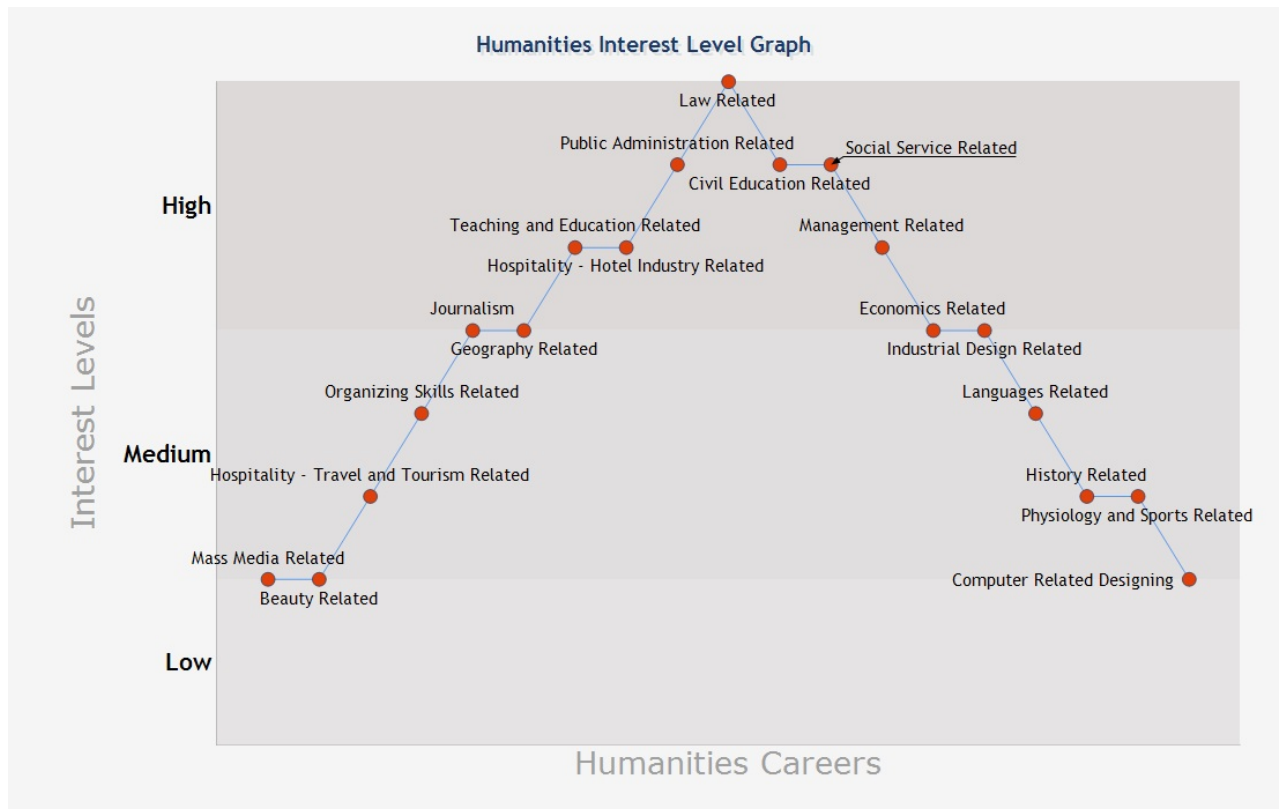 Humanities Interest Level Graph
Law Related
Public Administration Related
Social Service Related
Civil Education Related
High
Teaching and Education Related
Management Related
Hospitality - Hotel Industry Related
Journalism
Economics Related
Geography Related
Industrial Design Related
Interest Levels
Organizing Skills Related
Languages Related
Medium
Hospitality - Travel and Tourism Related
History Related
Physiology and Sports Related
Mass Media Related
Computer Related Designing
Beauty Related
Low
Humanities Careers